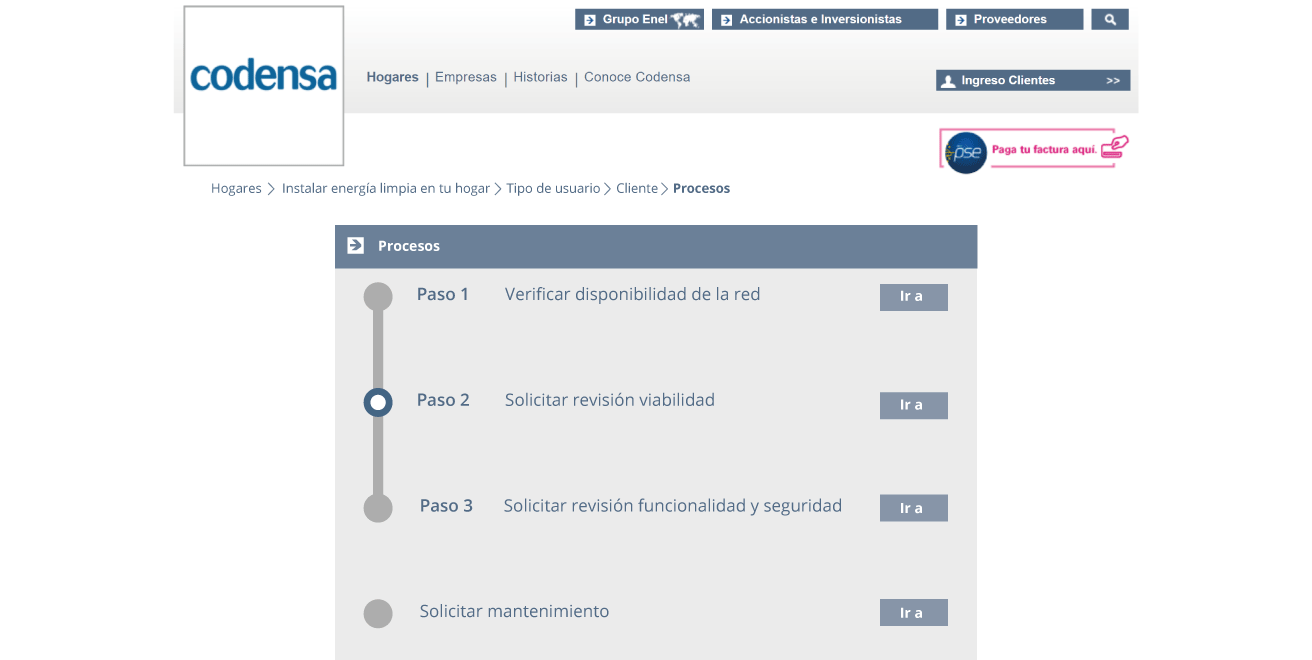 Grupo Enel
Accionistas e Inversionistas
Proveedores
codensa
Hogares | Empresas | Historias | Conoce Codensa
Ingreso Clientes >>
pse
Paga tu factura aquí.
Hogares > Instalar energía limpia en tu hogar > Tipo de usuario > Cliente > Procesos
Procesos
Paso 1 Verificar disponibilidad de la red Ir a
Paso 2 Solicitar revisión viabilidad Ir a
Paso 3 Solicitar revisión funcionalidad y seguridad Ir a
Solicitar mantenimiento Ir a